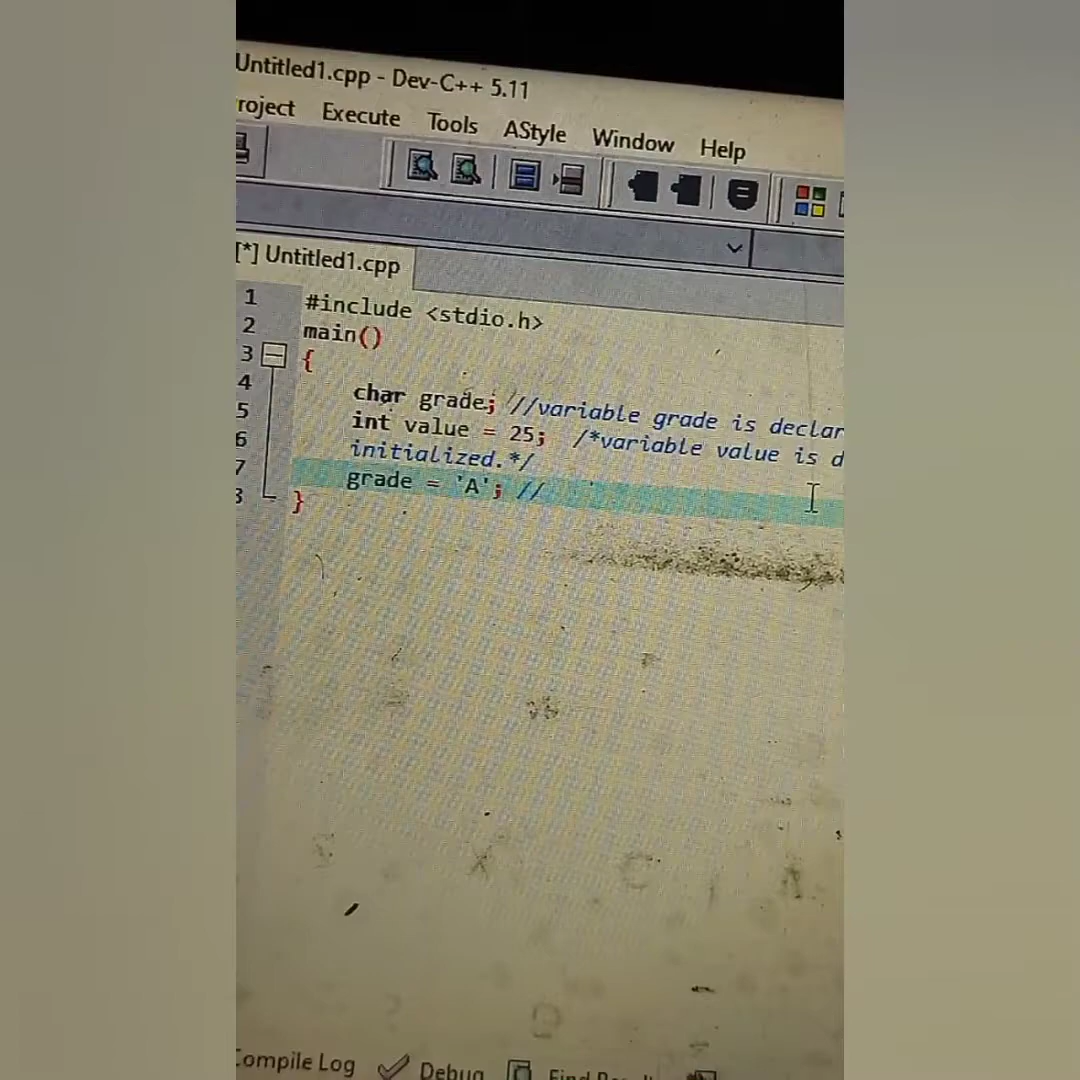 Untitled1.cpp - Dev-C++ 5.11
roject Execute Tools AStyle Window Help
[*] Untitled1.cpp
1 #include <stdio.h>
2 main()
3 {
4 char grade; //variable grade is declar
5 int value = 25; /*variable value is d
6 initialized.*/
7 grade = 'A'; //
8 }
Compile Log Debug